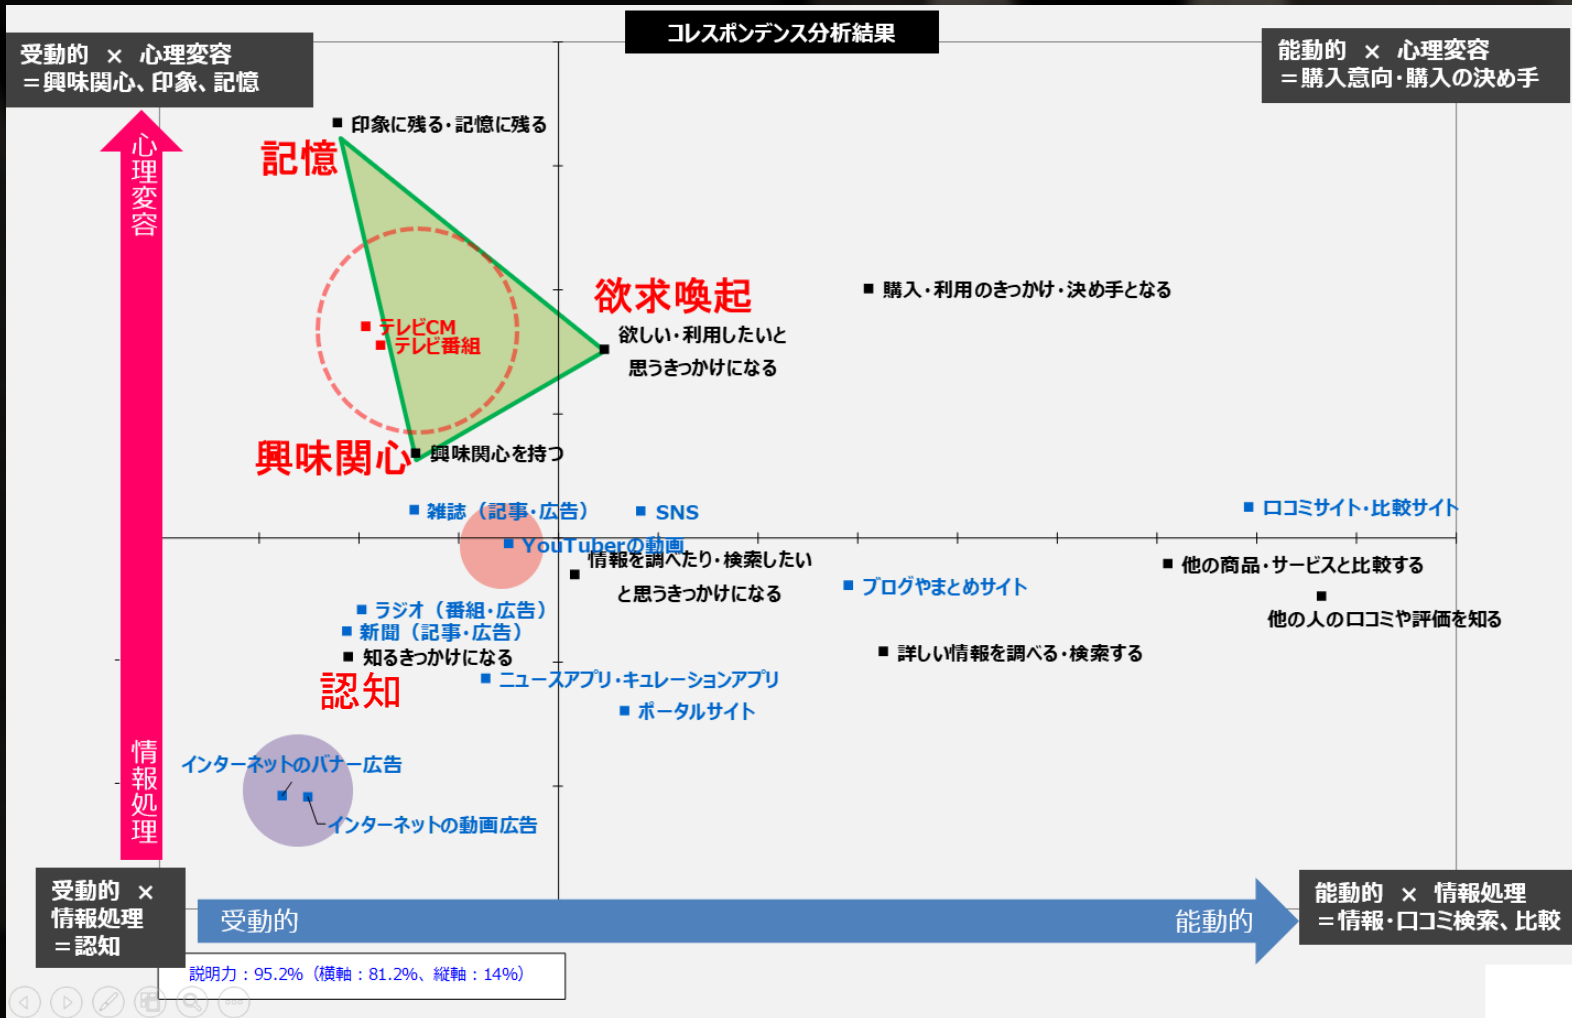 コレスポンデンス分析結果
受動的 × 心理変容
＝興味関心、印象、記憶
能動的 × 心理変容
＝購入意向・購入の決め手
心理変容
印象に残る・記憶に残る
記憶
欲求喚起
購入・利用のきっかけ・決め手となる
テレビCM
テレビ番組
欲しい・利用したいと
思うきっかけになる
興味関心
興味関心を持つ
雑誌（記事・広告）
SNS
口コミサイト・比較サイト
YouTuberの動画
情報を調べたり・検索したい
と思うきっかけになる
他の商品・サービスと比較する
ブログやまとめサイト
他の人の口コミや評価を知る
ラジオ（番組・広告）
新聞（記事・広告）
知るきっかけになる
詳しい情報を調べる・検索する
認知
ニュースアプリ・キュレーションアプリ
ポータルサイト
情報処理
インターネットのバナー広告
インターネットの動画広告
受動的 ×
情報処理
＝認知
受動的
能動的
能動的 × 情報処理
＝情報・口コミ検索、比較
説明力：95.2%（横軸：81.2%、縦軸：14%）